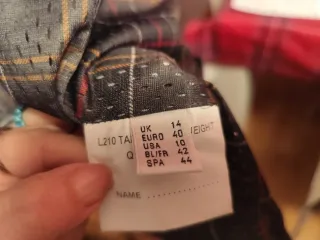 UK 14
EURO 40
USA 10
BL/FR 42
SPA 44
L210 TA EIGHT
Q
NAME ................